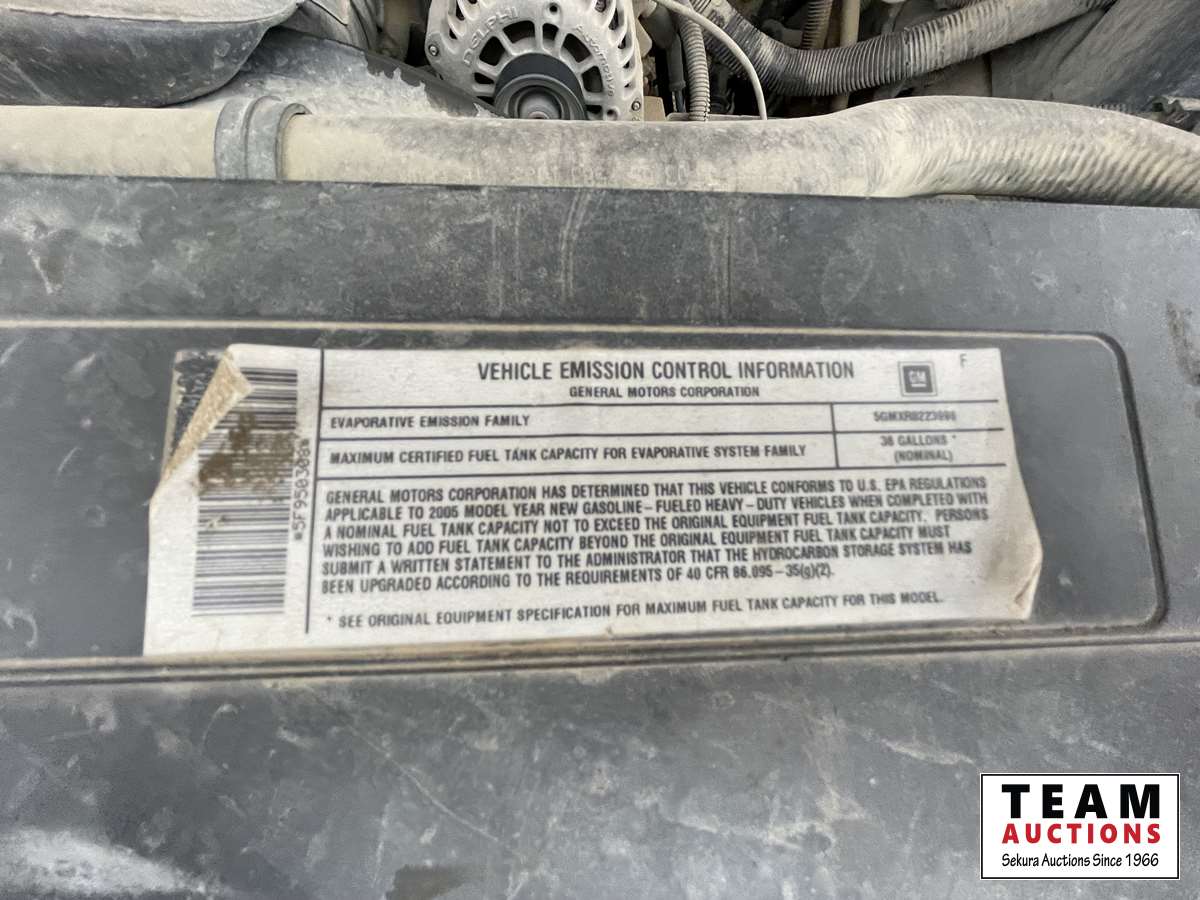 DELPHI
Automotive
VEHICLE EMISSION CONTROL INFORMATION
GM
F
GENERAL MOTORS CORPORATION
EVAPORATIVE EMISSION FAMILY
MAXIMUM CERTIFIED FUEL TANK CAPACITY FOR EVAPORATIVE SYSTEM FAMILY
38 GALLONS *
(NOMINAL)
GENERAL MOTORS CORPORATION HAS DETERMINED THAT THIS VEHICLE CONFORMS TO U.S. EPA REGULATIONS
APPLICABLE TO 2005 MODEL YEAR NEW GASOLINE-FUELED HEAVY-DUTY VEHICLES WHEN COMPLETED WITH
A NOMINAL FUEL TANK CAPACITY NOT TO EXCEED THE ORIGINAL EQUIPMENT FUEL TANK CAPACITY. PERSONS
WISHING TO ADD FUEL TANK CAPACITY BEYOND THE ORIGINAL EQUIPMENT FUEL TANK CAPACITY MUST
SUBMIT A WRITTEN STATEMENT TO THE ADMINISTRATOR THAT THE HYDROCARBON STORAGE SYSTEM HAS
BEEN UPGRADED ACCORDING TO THE REQUIREMENTS OF 40 CFR 86.095-35(g)(2).
* SEE ORIGINAL EQUIPMENT SPECIFICATION FOR MAXIMUM FUEL TANK CAPACITY FOR THIS MODEL.
*5F950308*
TEAM
AUCTIONS
Sekura Auctions Since 1966